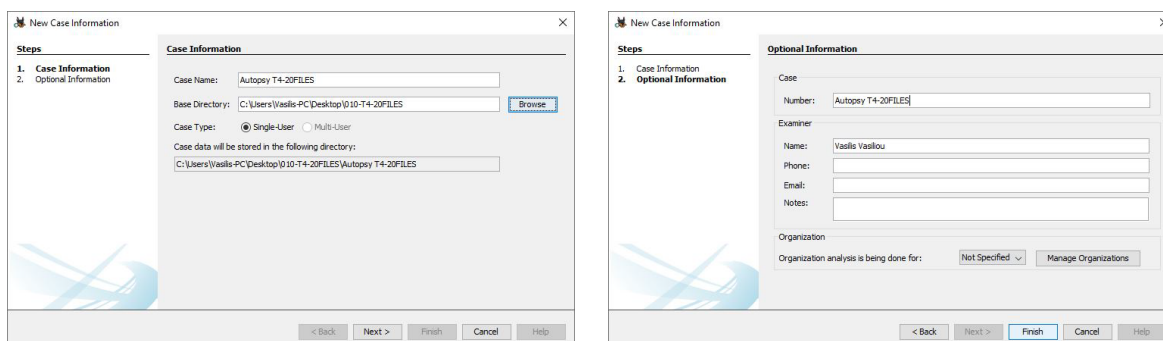 New Case Information
Steps
1. Case Information
2. Optional Information
Case Information
Case Name: Autopsy T4-20FILES
Base Directory: C:\Users\Vasilis-PC\Desktop\010-T4-20FILES Browse
Case Type: Single-User Multi-User
Case data will be stored in the following directory:
C:\Users\Vasilis-PC\Desktop\010-T4-20FILES\Autopsy T4-20FILES
< Back Next > Finish Cancel Help
New Case Information
Steps
1. Case Information
2. Optional Information
Optional Information
Case
Number: Autopsy T4-20FILES
Examiner
Name: Vasilis Vasiliou
Phone:
Email:
Notes:
Organization
Organization analysis is being done for: Not Specified Manage Organizations
< Back Next > Finish Cancel Help